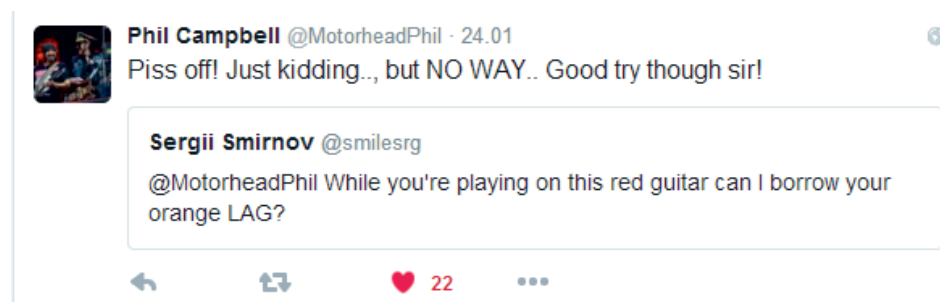 Phil Campbell @MotorheadPhil · 24.01
Piss off! Just kidding.., but NO WAY.. Good try though sir!
Sergii Smirnov @smilesrg
@MotorheadPhil While you're playing on this red guitar can I borrow your
orange LAG?
22